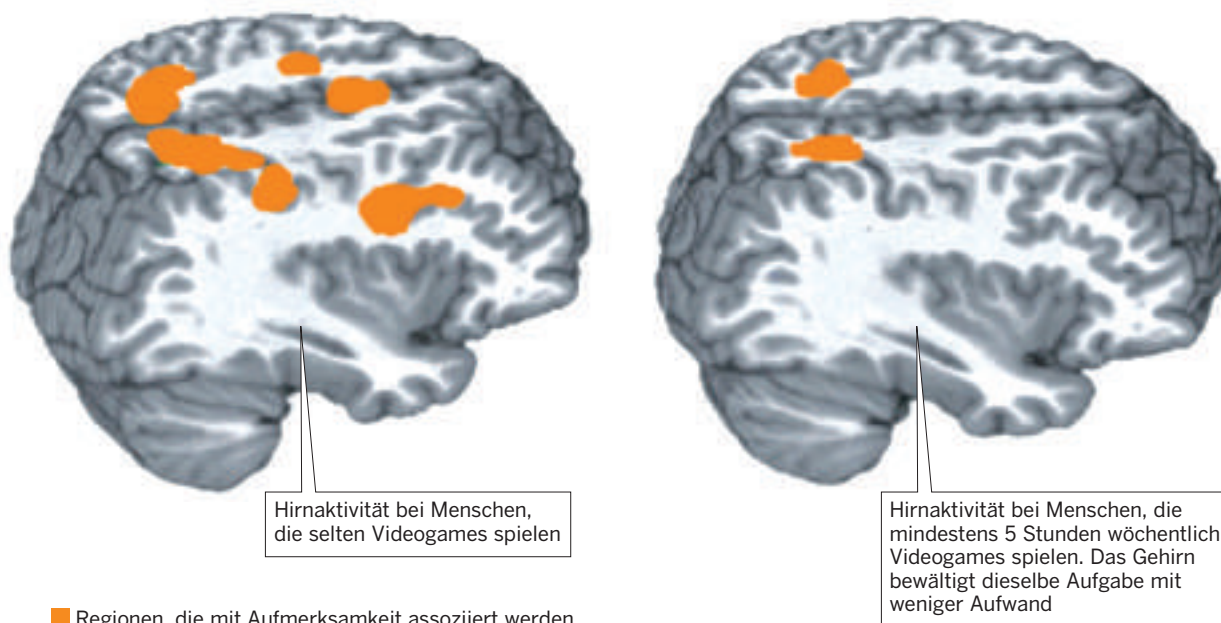 Hirnaktivität bei Menschen,
die selten Videogames spielen
Hirnaktivität bei Menschen, die
mindestens 5 Stunden wöchentlich
Videogames spielen. Das Gehirn
bewältigt dieselbe Aufgabe mit
weniger Aufwand
Regionen, die mit Aufmerksamkeit assoziiert werden